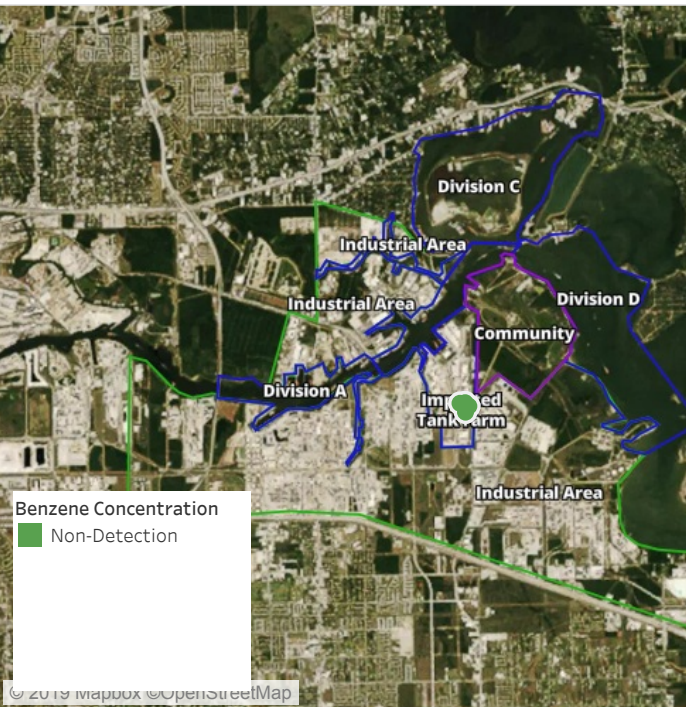 Division C
Industrial Area
Division D
Industrial Area
Community
Division A
Tank Farm
Industrial Area
Benzene Concentration
Non-Detection
© 2019 Mapbox ©OpenStreetMap